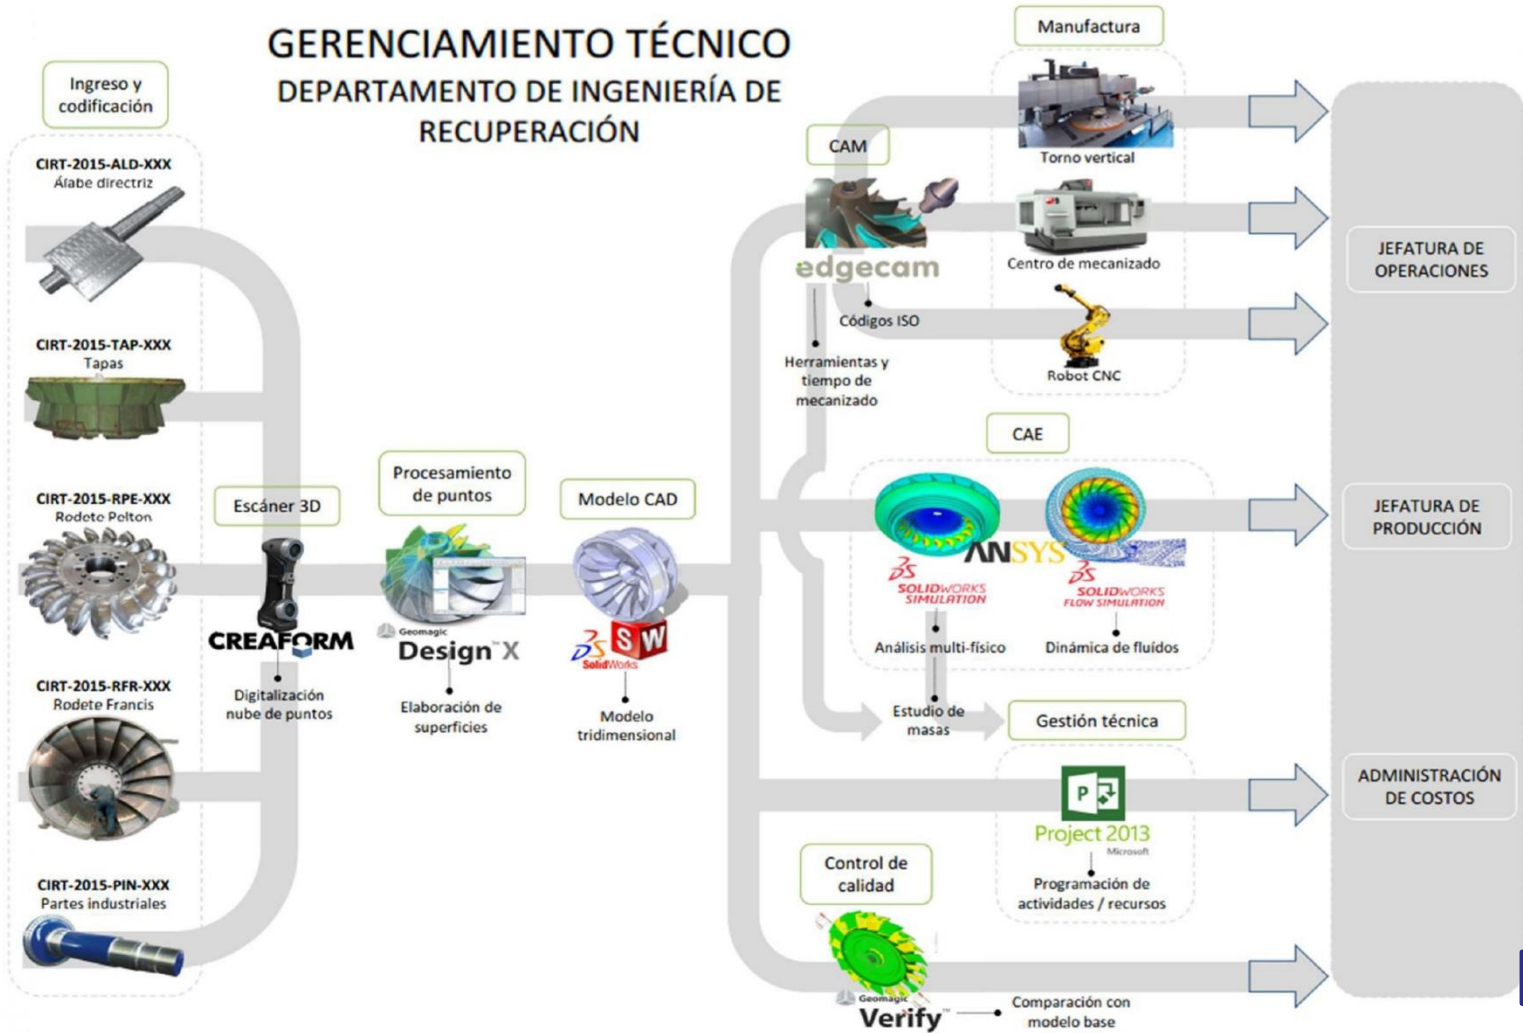 GERENCIAMIENTO TÉCNICO
DEPARTAMENTO DE INGENIERÍA DE
RECUPERACIÓN
Ingreso y
codificación
CIRT-2015-ALD-XXX
Álabe directriz
CIRT-2015-TAP-XXX
Tapas
CIRT-2015-RPE-XXX
Rodete Pelton
CIRT-2015-RFR-XXX
Rodete Francis
CIRT-2015-PIN-XXX
Partes industriales
Escáner 3D
CREAFORM
Digitalización
nube de puntos
Procesamiento
de puntos
Geomagic
Design™ X
Elaboración de
superficies
Modelo CAD
SW
SolidWorks
Modelo
tridimensional
CAM
edgecam
Códigos ISO
Herramientas y
tiempo de
mecanizado
Manufactura
Torno vertical
Centro de mecanizado
Robot CNC
CAE
ANSYS
SOLIDWORKS
SIMULATION
SOLIDWORKS
FLOW SIMULATION
Análisis multi-físico
Dinámica de fluídos
Estudio de
masas
Gestión técnica
Project 2013
Microsoft
Programación de
actividades / recursos
Control de
calidad
Geomagic
Verify™
Comparación con
modelo base
JEFATURA DE
OPERACIONES
JEFATURA DE
PRODUCCIÓN
ADMINISTRACIÓN
DE COSTOS